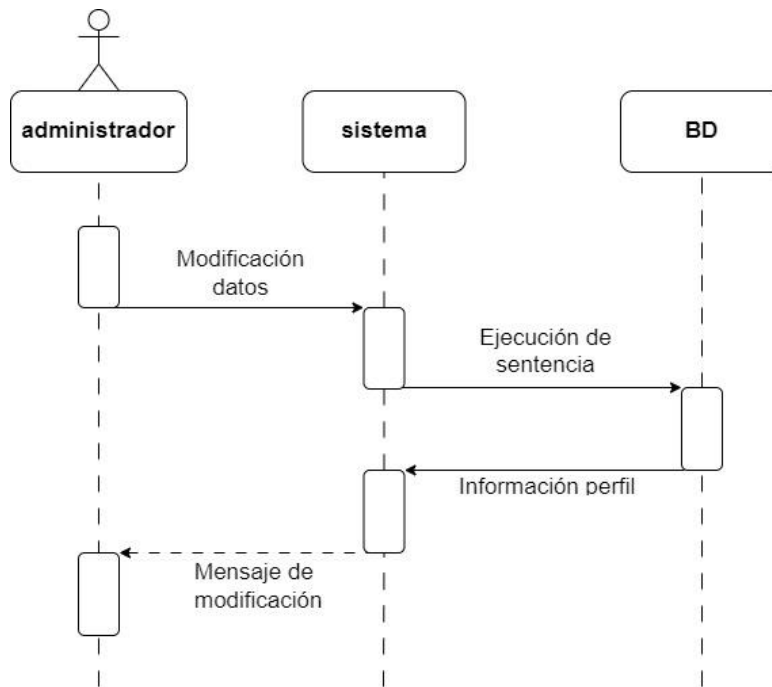 administrador
sistema
BD
Modificación
datos
Ejecución de
sentencia
Información perfil
Mensaje de
modificación